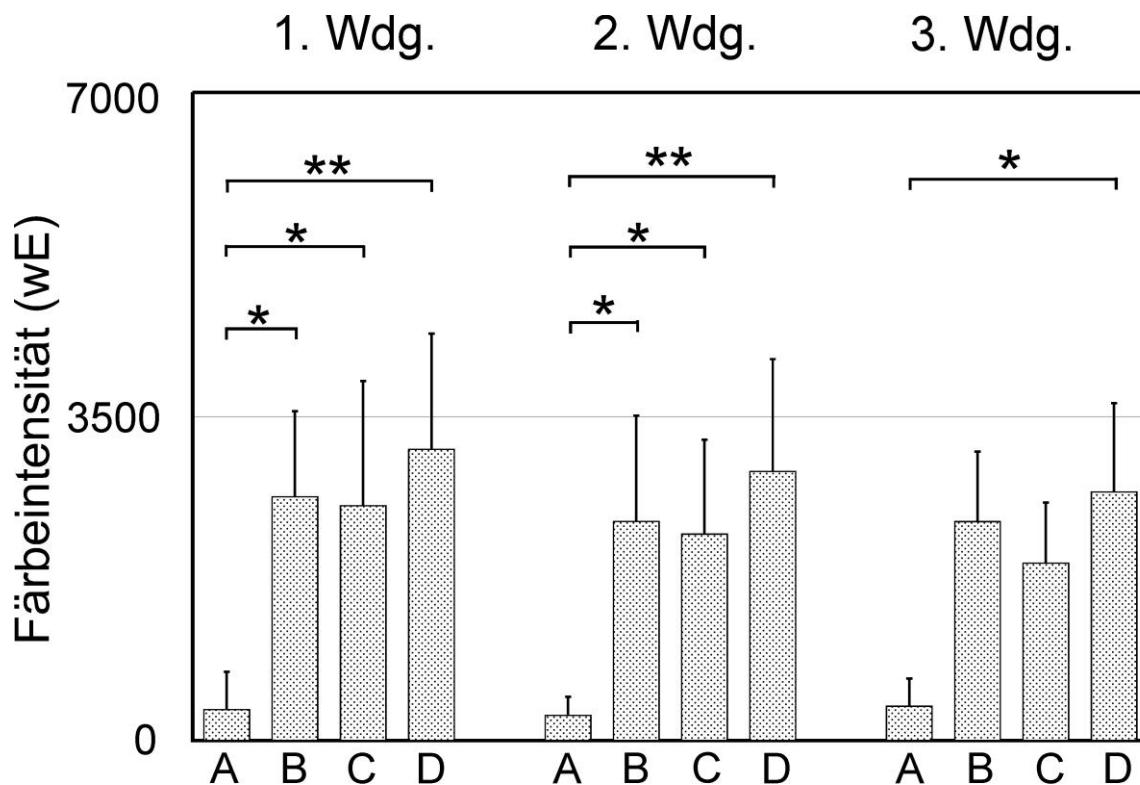 1. Wdg. 2. Wdg. 3. Wdg.
7000
** ** *
* *
* *
3500
Färbeintensität (wE)
0
A B C D A B C D A B C D